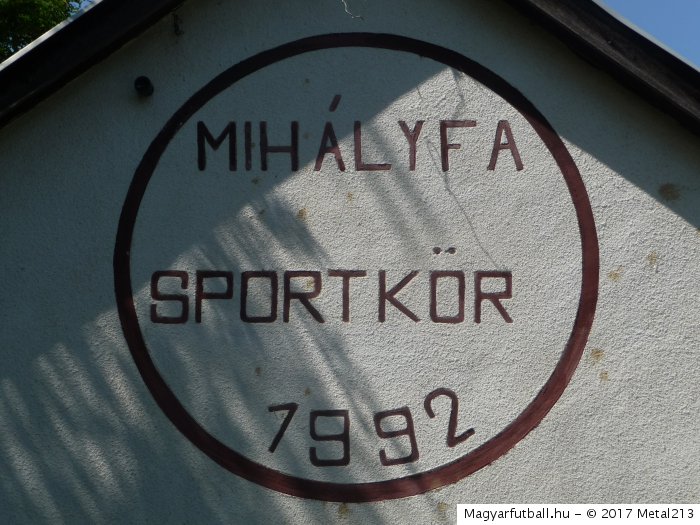 MIHÁLYFA
SPORTKÖR
1992
Magyarfutball.hu – © 2017 Metal213